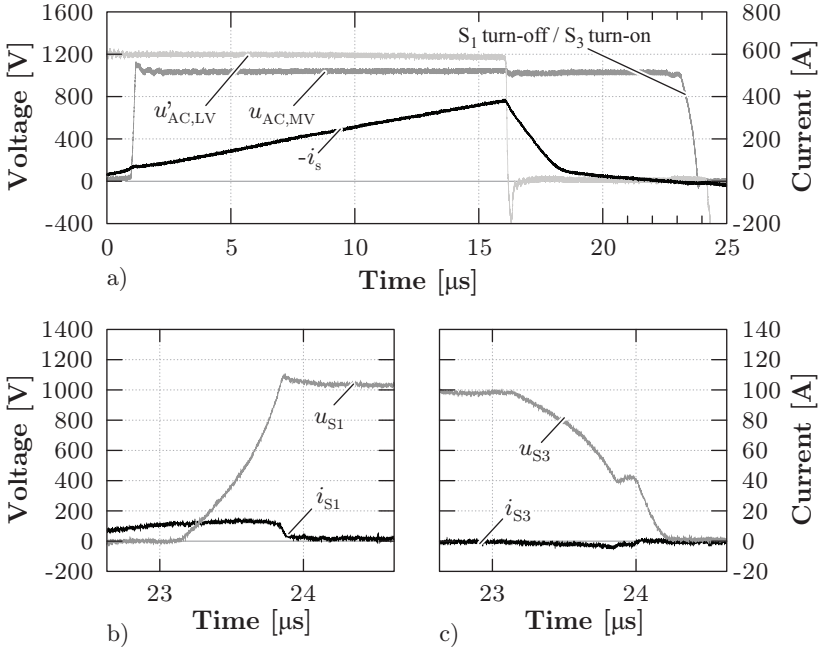 1600
1200
800
400
0
-400
Voltage [V]
800
600
400
200
0
-200
Current [A]
S1 turn-off / S3 turn-on
u'AC,LV
uAC,MV
-is
0
5
10
15
20
25
Time [µs]
a)
1400
1200
1000
800
600
400
200
0
-200
Voltage [V]
uS1
iS1
23
24
Time [µs]
b)
140
120
100
80
60
40
20
0
-20
Current [A]
uS3
iS3
23
24
Time [µs]
c)